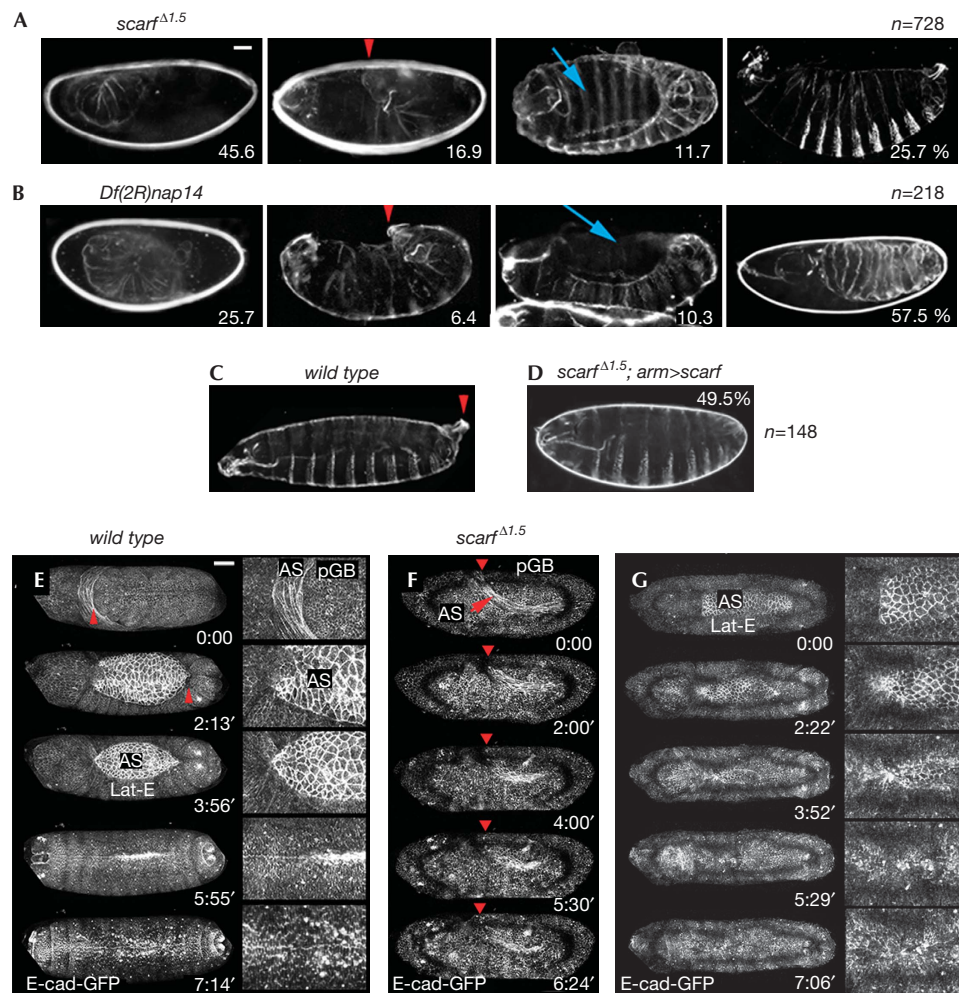 A scarf Δ1.5 n=728
45.6 16.9 11.7 25.7 %
B Df(2R)nap14 n=218
25.7 6.4 10.3 57.5 %
C wild type
D scarf Δ1.5; arm>scarf
49.5%
n=148
wild type
scarf Δ1.5
E
AS pGB
0:00
AS
2:13′
AS
Lat-E
3:56′
5:55′
E-cad-GFP 7:14′
F pGB
AS
0:00
2:00′
4:00′
5:30′
E-cad-GFP 6:24′
G
AS
Lat-E
0:00
2:22′
3:52′
5:29′
E-cad-GFP 7:06′